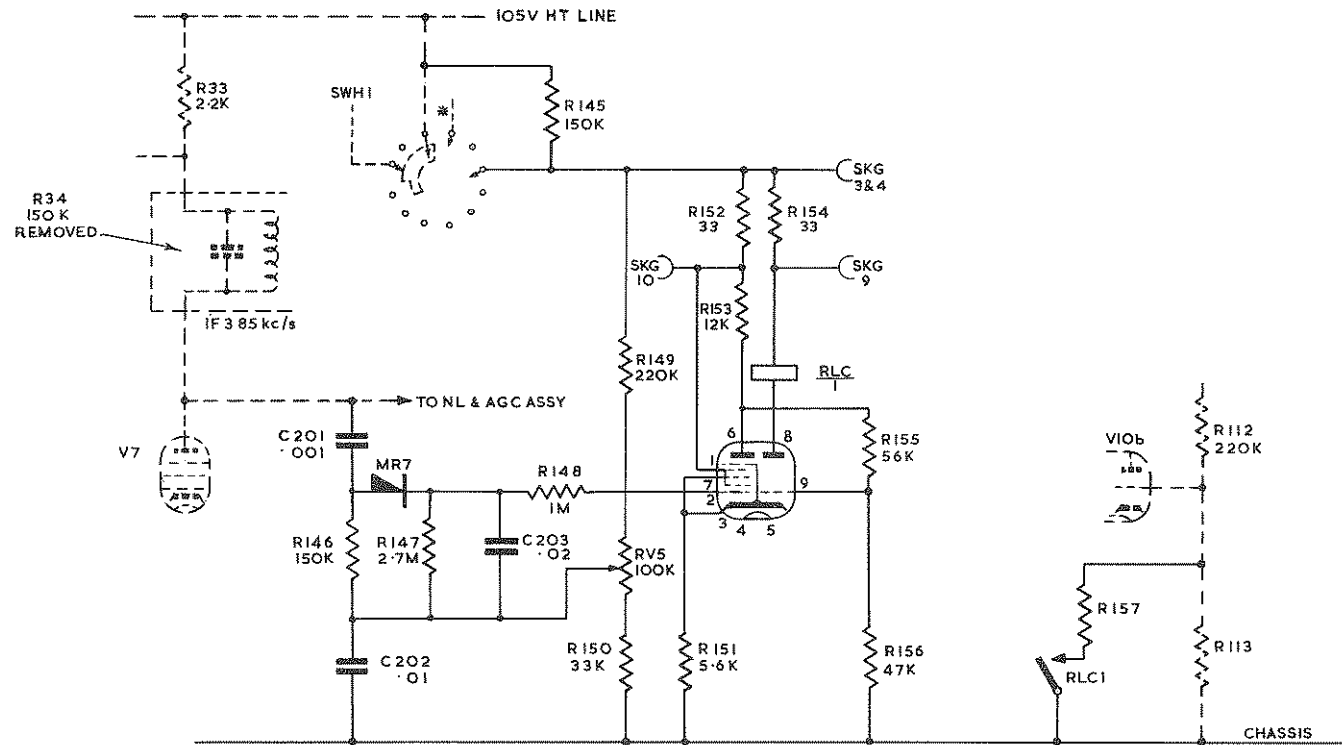 105V HT LINE
R33
2·2K
SWH1
*
R145
150K
R34
150 K
REMOVED
IF3 85 kc/s
R152
33
R154
33
SKG
3&4
SKG
10
SKG
9
R153
12K
R149
220K
RLC
1
TO NL & AGC ASSY
V7
C201
·001
MR7
R148
1M
6
8
1
7
2
9
3
4
5
R155
56K
V10b
R112
220K
R146
150K
R147
2·7M
C203
·02
RV5
100K
C202
·01
R150
33K
R151
5·6K
R156
47K
R157
RLC1
R113
CHASSIS